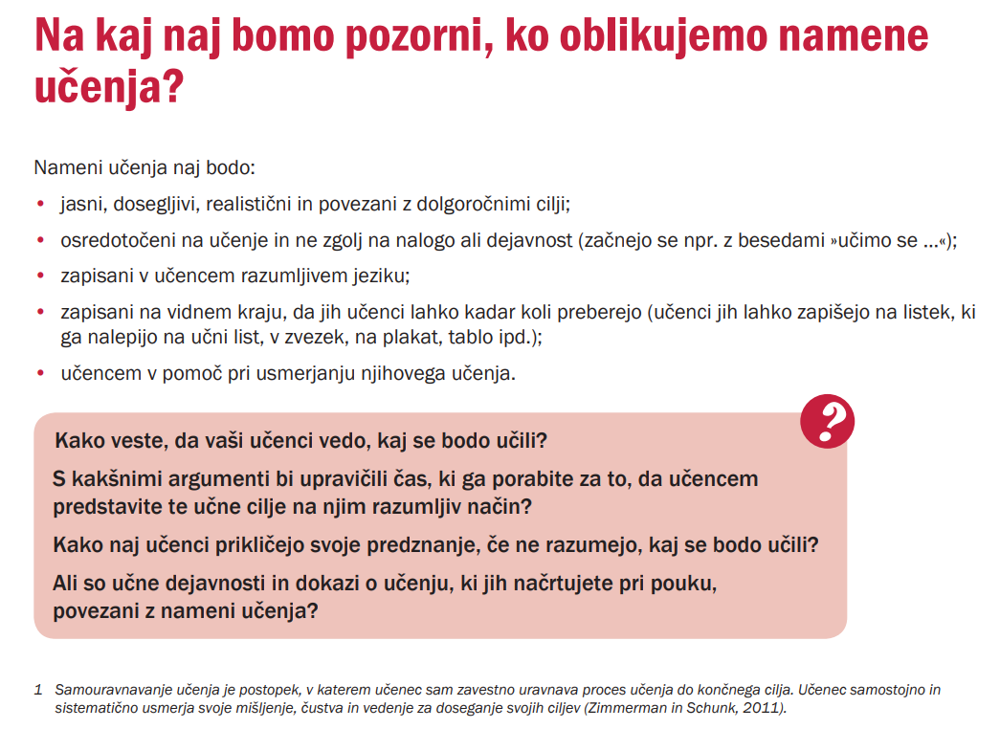 Na kaj naj bomo pozorni, ko oblikujemo namene
učenja?
Nameni učenja naj bodo:
• jasni, dosegljivi, realistični in povezani z dolgoročnimi cilji;
• osredotočeni na učenje in ne zgolj na nalogo ali dejavnost (začnejo se npr. z besedami »učimo se ...«);
• zapisani v učencem razumljivem jeziku;
• zapisani na vidnem kraju, da jih učenci lahko kadar koli preberejo (učenci jih lahko zapišejo na listek, ki
ga nalepijo na učni list, v zvezek, na plakat, tablo ipd.);
• učencem v pomoč pri usmerjanju njihovega učenja.
?
Kako veste, da vaši učenci vedo, kaj se bodo učili?
S kakšnimi argumenti bi upravičili čas, ki ga porabite za to, da učencem
predstavite te učne cilje na njim razumljiv način?
Kako naj učenci prikličejo svoje predznanje, če ne razumejo, kaj se bodo učili?
Ali so učne dejavnosti in dokazi o učenju, ki jih načrtujete pri pouku,
povezani z nameni učenja?
1 Samouravnavanje učenja je postopek, v katerem učenec sam zavestno uravnava proces učenja do končnega cilja. Učenec samostojno in
sistematično usmerja svoje mišljenje, čustva in vedenje za doseganje svojih ciljev (Zimmerman in Schunk, 2011).